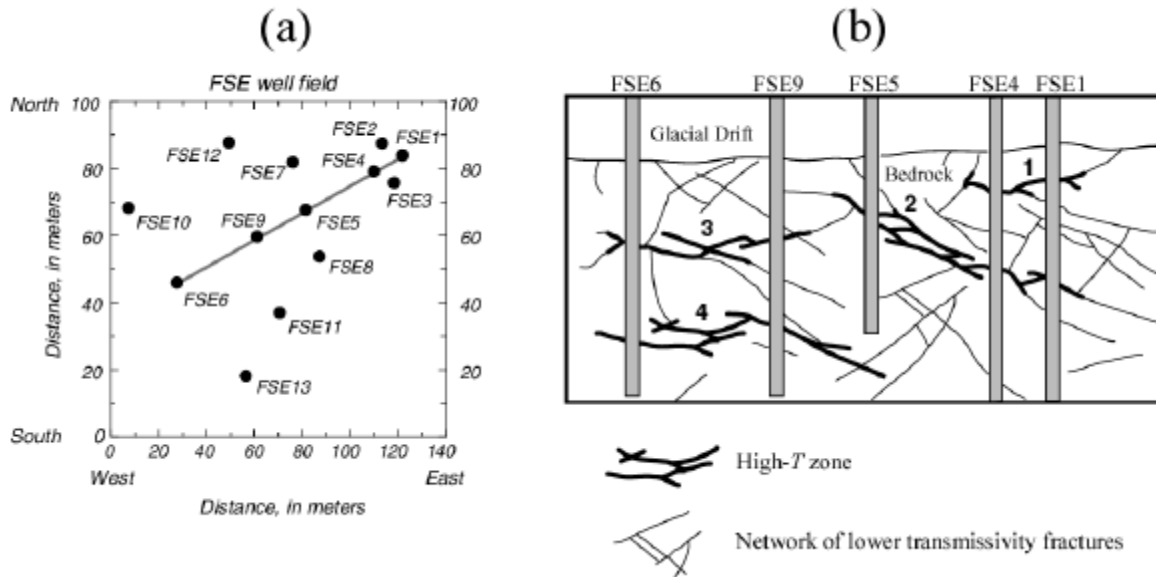 (a)
FSE well field
North
100
80
60
40
20
0
South
100
80
60
40
20
FSE12
FSE2
FSE1
FSE7
FSE4
FSE3
FSE10
FSE9
FSE5
FSE8
FSE6
FSE11
FSE13
Distance, in meters
0 20 40 60 80 100 120 140
West East
Distance, in meters
(b)
FSE6 FSE9 FSE5 FSE4 FSE1
Glacial Drift
Bedrock
1
2
3
4
High-T zone
Network of lower transmissivity fractures